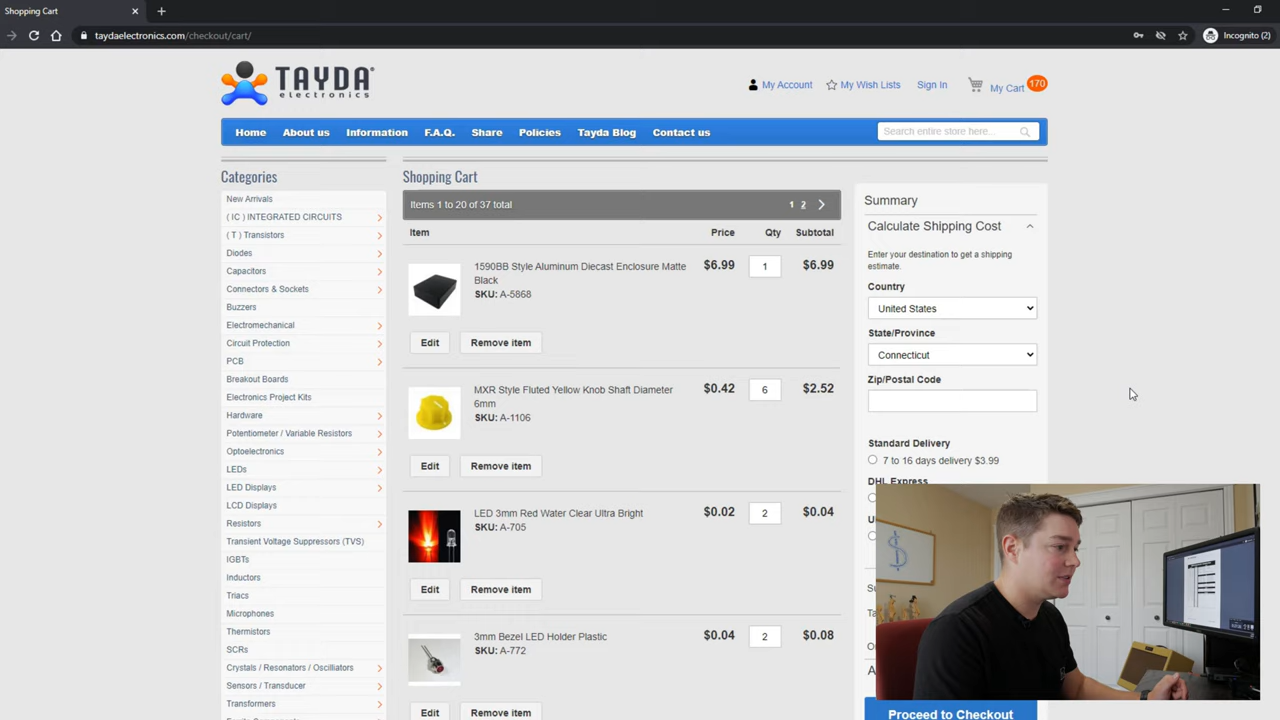 Shopping Cart
taydaelectronics.com/checkout/cart/
Incognito (2)
TAYDA
electronics
My Account
My Wish Lists
Sign In
My Cart
170
Home
About us
Information
F.A.Q.
Share
Policies
Tayda Blog
Contact us
Search entire store here...
Categories
New Arrivals
( IC ) INTEGRATED CIRCUITS
( T ) Transistors
Diodes
Capacitors
Connectors & Sockets
Buzzers
Electromechanical
Circuit Protection
PCB
Breakout Boards
Electronics Project Kits
Hardware
Potentiometer / Variable Resistors
Optoelectronics
LEDs
LED Displays
LCD Displays
Resistors
Transient Voltage Suppressors (TVS)
IGBTs
Inductors
Triacs
Microphones
Thermistors
SCRs
Crystals / Resonators / Oscillators
Sensors / Transducer
Transformers
Shopping Cart
Items 1 to 20 of 37 total
1 2
Item Price Qty Subtotal
1590BB Style Aluminum Diecast Enclosure Matte
Black
SKU: A-5868
$6.99 1 $6.99
Edit Remove item
MXR Style Fluted Yellow Knob Shaft Diameter
6mm
SKU: A-1106
$0.42 6 $2.52
Edit Remove item
LED 3mm Red Water Clear Ultra Bright
SKU: A-705
$0.02 2 $0.04
Edit Remove item
3mm Bezel LED Holder Plastic
SKU: A-772
$0.04 2 $0.08
Edit Remove item
Summary
Calculate Shipping Cost
Enter your destination to get a shipping
estimate.
Country
United States
State/Province
Connecticut
Zip/Postal Code
Standard Delivery
7 to 16 days delivery $3.99
DHL Express
$
Proceed to Checkout